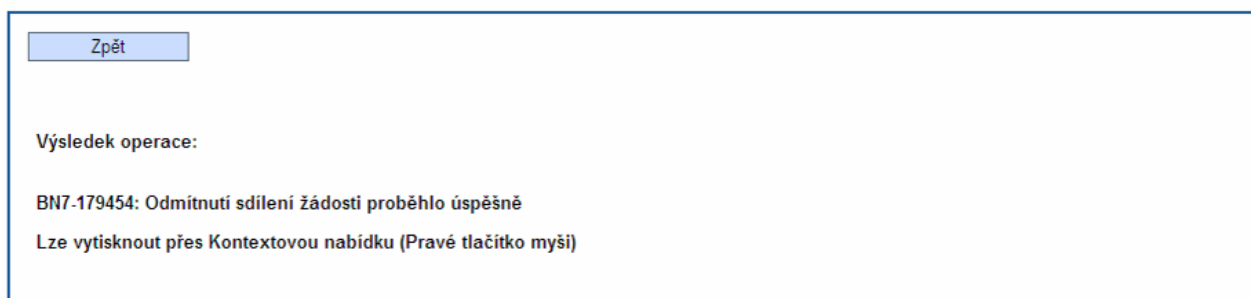 Zpět
Výsledek operace:
BN7-179454: Odmítnutí sdílení žádosti proběhlo úspěšně
Lze vytisknout přes Kontextovou nabídku (Pravé tlačítko myši)